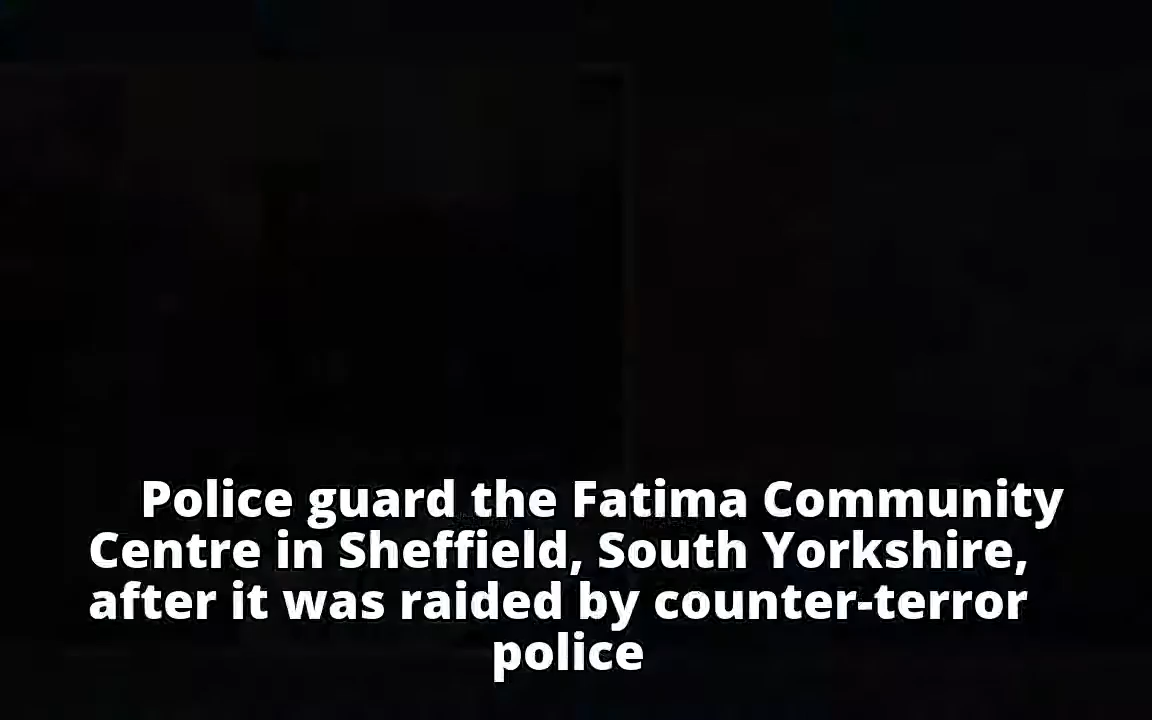 Police guard the Fatima Community
Centre in Sheffield, South Yorkshire,
after it was raided by counter-terror
police